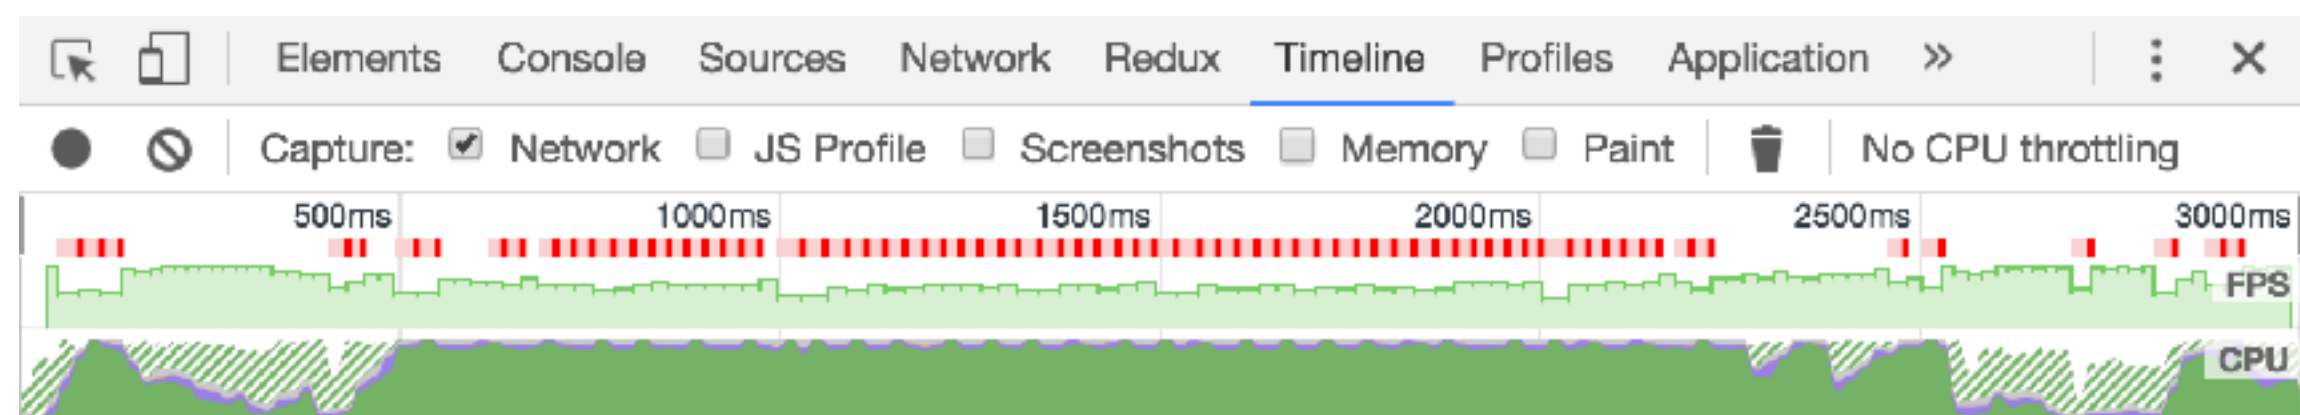 Elements Console Sources Network Redux Timeline Profiles Application »
Capture: Network JS Profile Screenshots Memory Paint No CPU throttling
500ms 1000ms 1500ms 2000ms 2500ms 3000ms
FPS
CPU